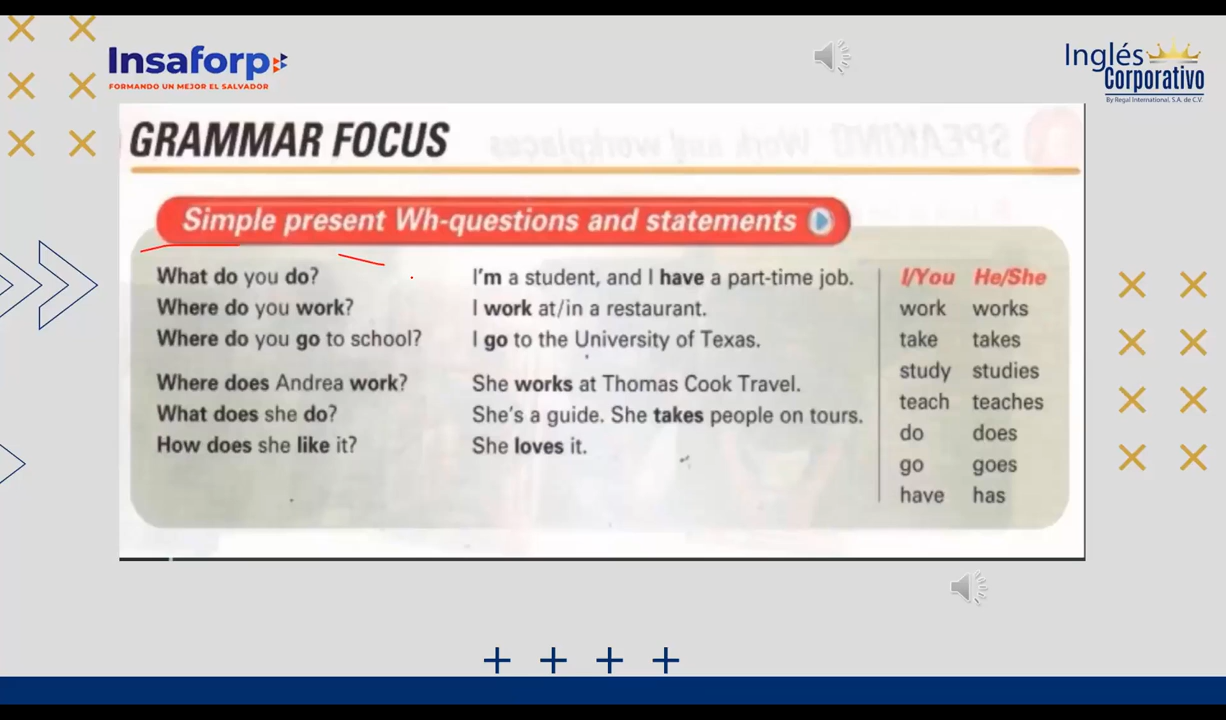 Insaforp
FORMANDO UN MEJOR EL SALVADOR
Inglés
Corporativo
By Regal International, S.A. de C.V.
GRAMMAR FOCUS
SPEAKING Work and workplaces
Simple present Wh-questions and statements
What do you do? I'm a student, and I have a part-time job. I/You He/She
Where do you work? I work at/in a restaurant. work works
Where do you go to school? I go to the University of Texas. take takes
study studies
Where does Andrea work? She works at Thomas Cook Travel.
teach teaches
What does she do? She's a guide. She takes people on tours.
do does
How does she like it? She loves it.
go goes
have has